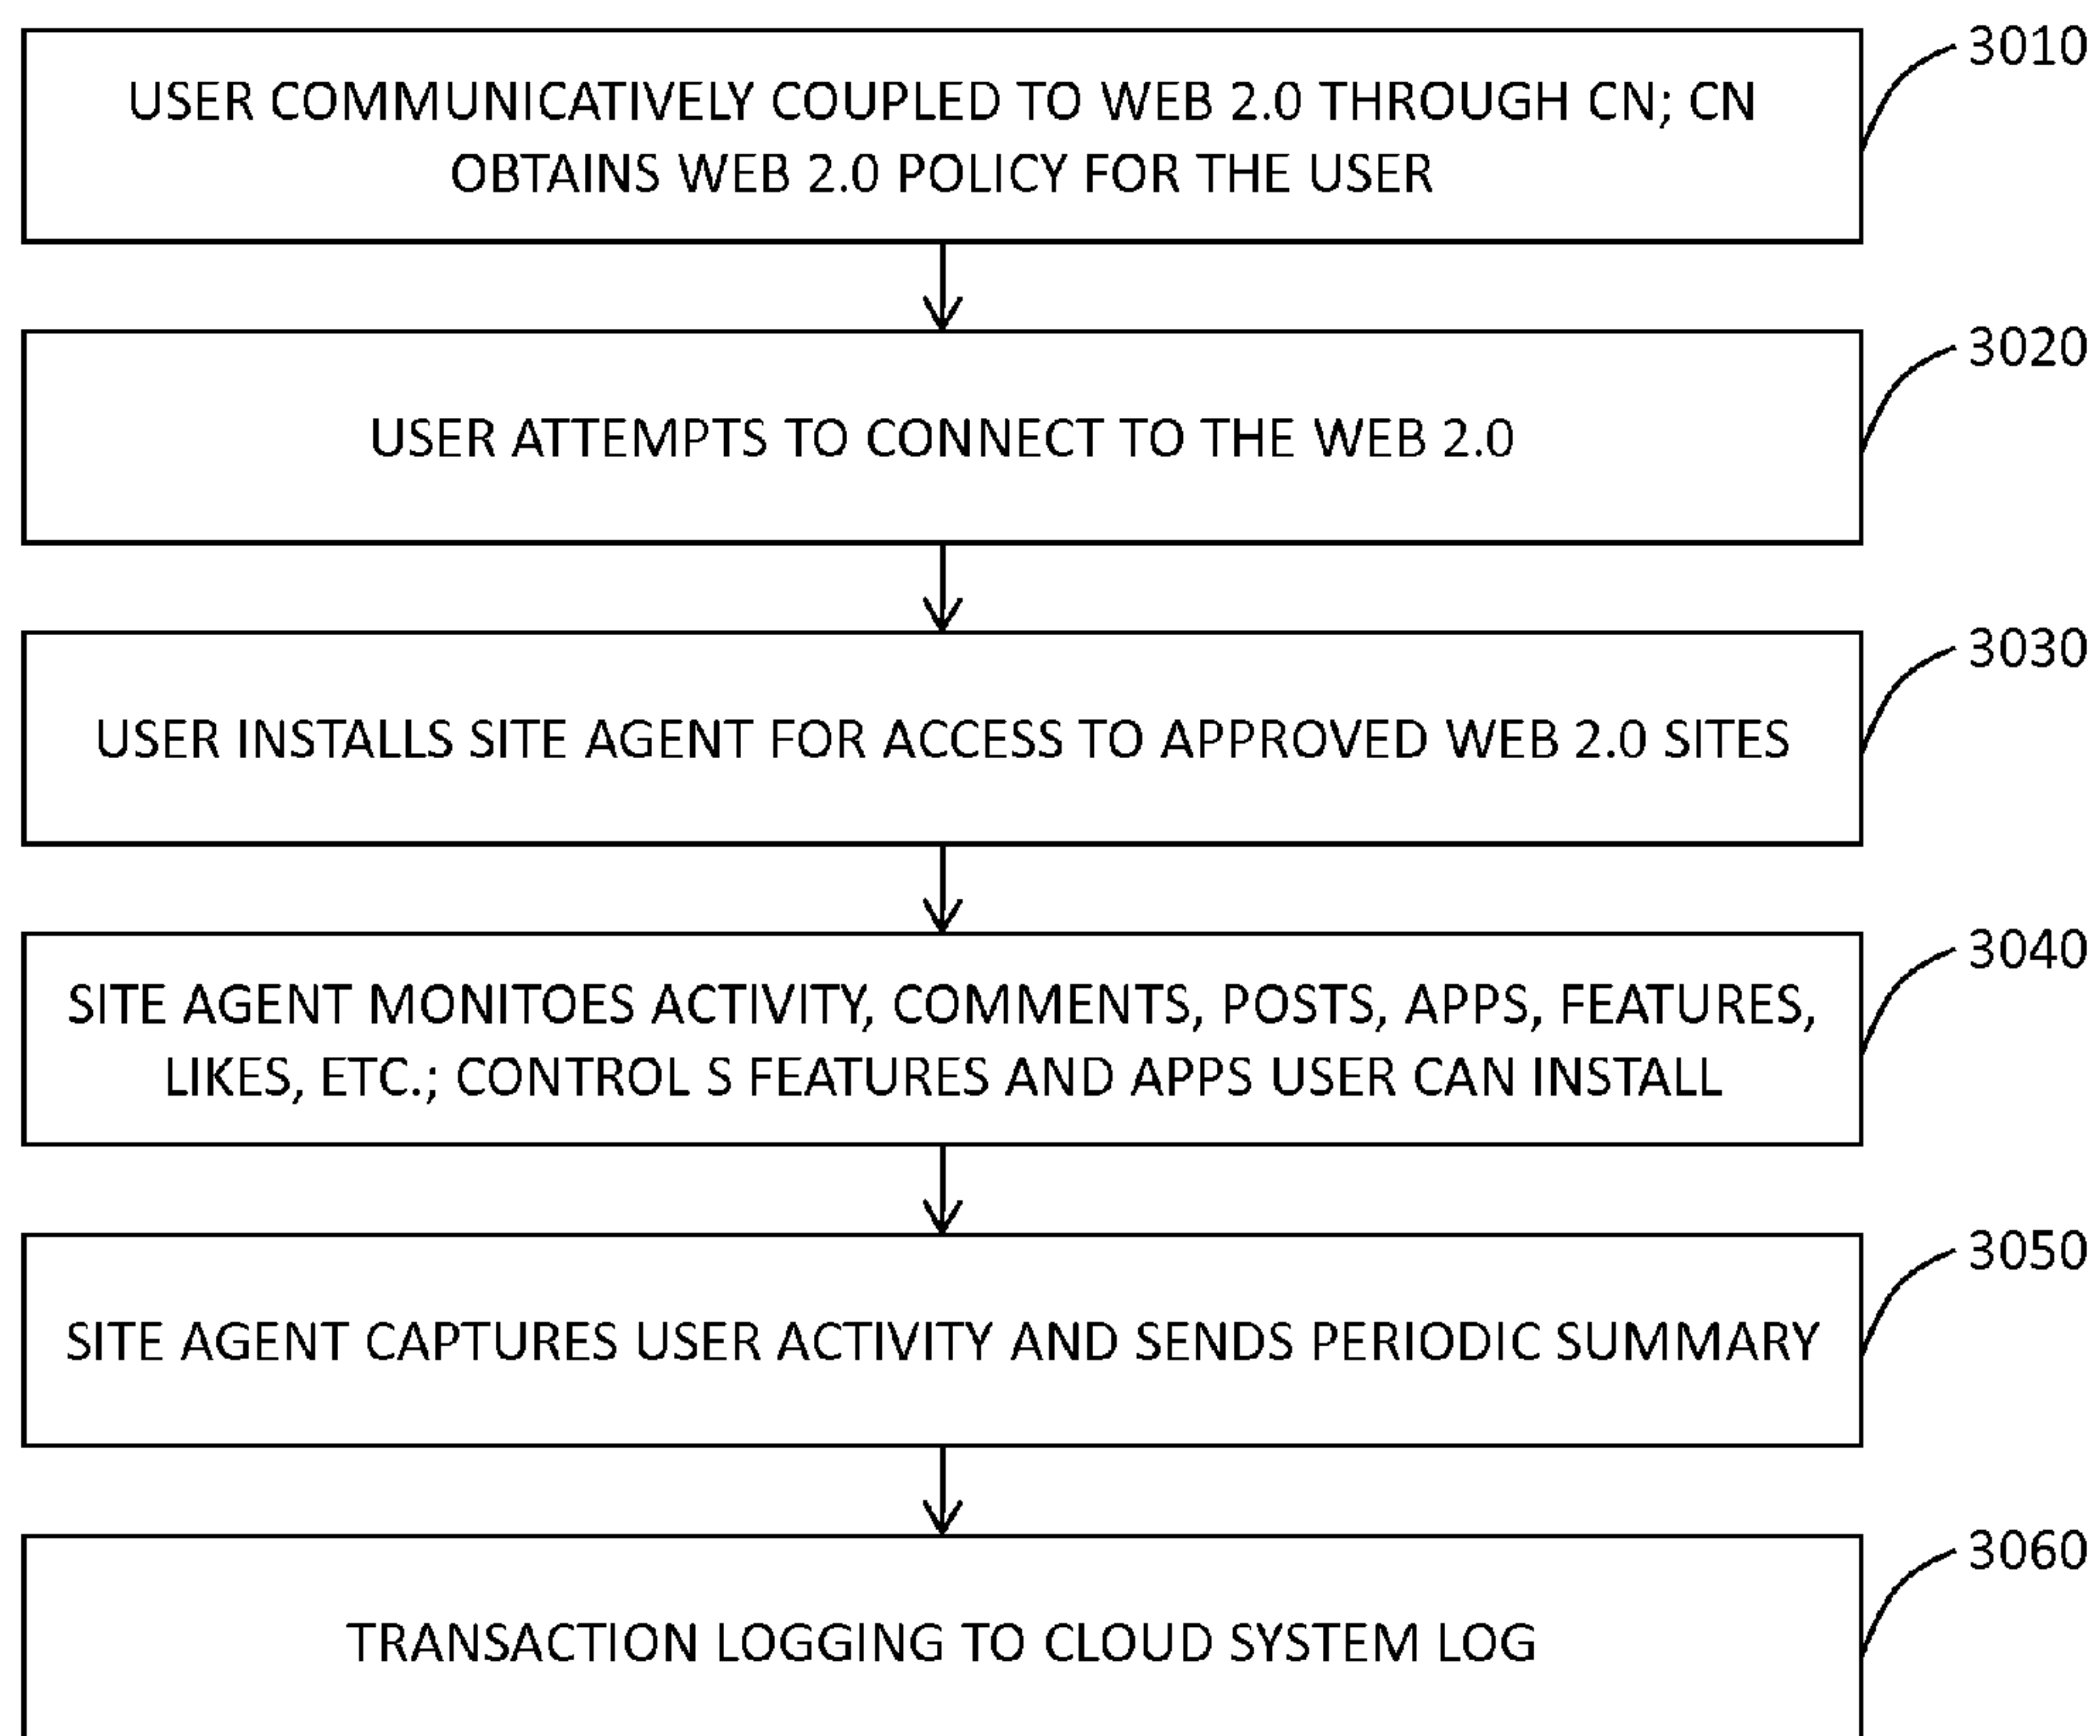 3010
USER COMMUNICATIVELY COUPLED TO WEB 2.0 THROUGH CN; CN
OBTAINS WEB 2.0 POLICY FOR THE USER
3020
USER ATTEMPTS TO CONNECT TO THE WEB 2.0
3030
USER INSTALLS SITE AGENT FOR ACCESS TO APPROVED WEB 2.0 SITES
3040
SITE AGENT MONITOES ACTIVITY, COMMENTS, POSTS, APPS, FEATURES,
LIKES, ETC.; CONTROL S FEATURES AND APPS USER CAN INSTALL
3050
SITE AGENT CAPTURES USER ACTIVITY AND SENDS PERIODIC SUMMARY
3060
TRANSACTION LOGGING TO CLOUD SYSTEM LOG